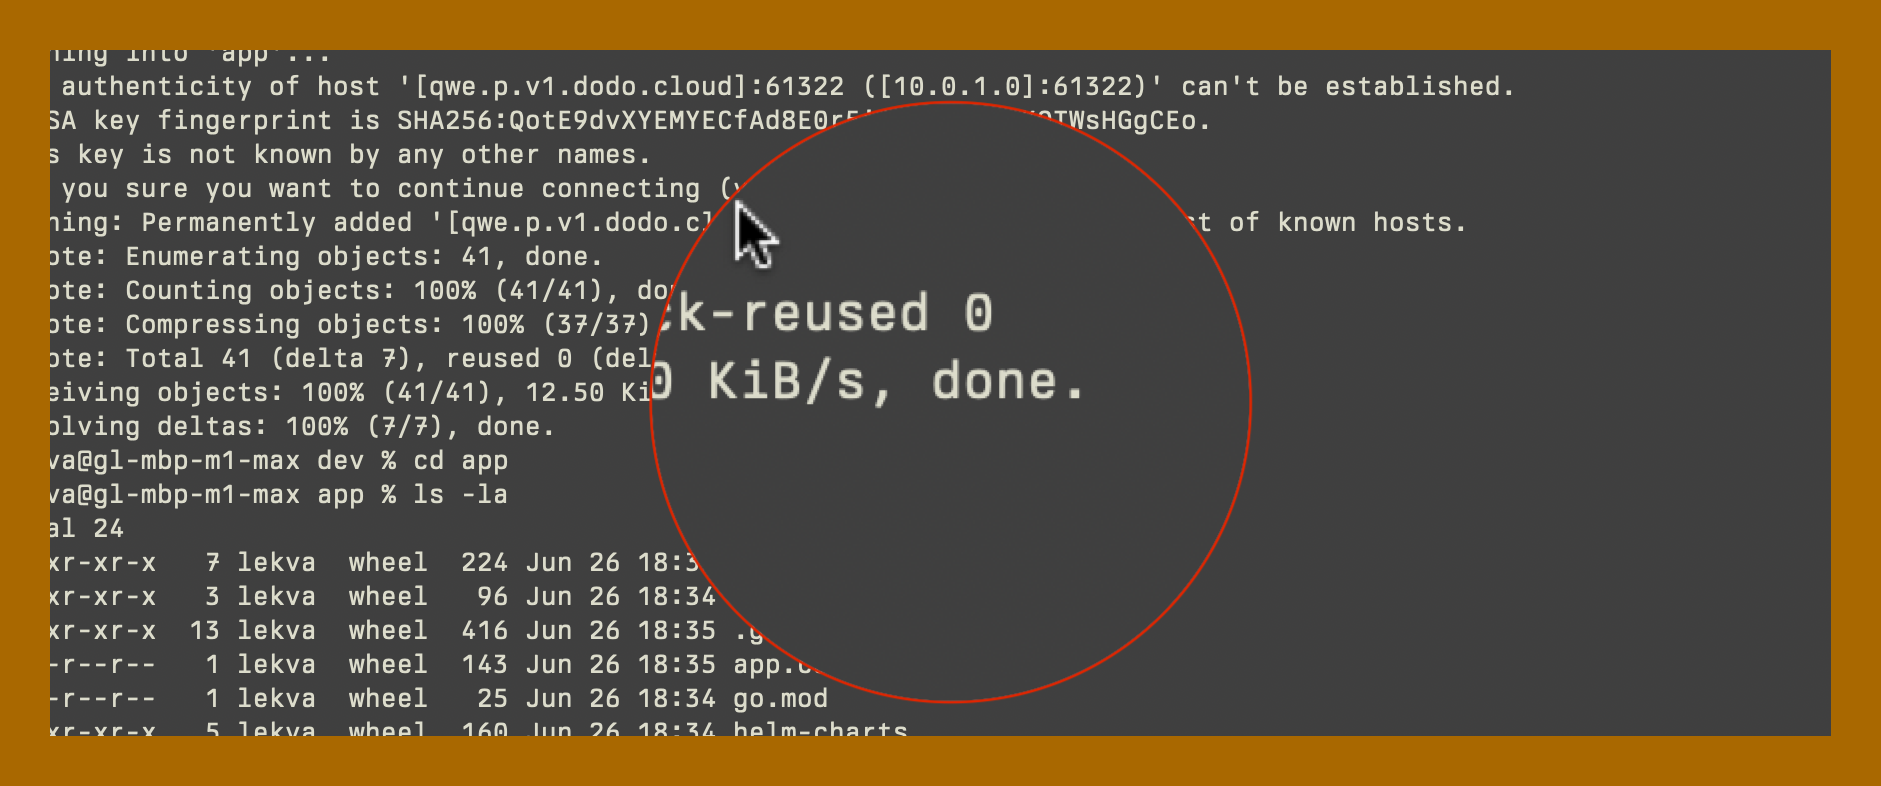 ning into 'app'...
authenticity of host '[qwe.p.v1.dodo.cloud]:61322 ([10.0.1.0]:61322)' can't be established.
SA key fingerprint is
s key is not known by any other names.
you sure you want to continue connecting
ning: Permanently added '[qwe.p.v1.dodo.cl st of known hosts.
ote: Enumerating objects: 41, done.
ote: Counting objects: 100% (41/41), do
ote: Compressing objects: 100% (37/37)
ck-reused 0
ote: Total 41 (delta 7), reused 0 (del
0 KiB/s, done.
eiving objects: 100% (41/41), 12.50 Ki
olving deltas: 100% (7/7), done.
va@gl-mbp-m1-max dev % cd app
va@gl-mbp-m1-max app % ls -la
al 24
xr-xr-x 7 lekva wheel 224 Jun 26 18:3
xr-xr-x 3 lekva wheel 96 Jun 26 18:34
xr-xr-x 13 lekva wheel 416 Jun 26 18:35 .g
-r--r-- 1 lekva wheel 143 Jun 26 18:35 app.c
-r--r-- 1 lekva wheel 25 Jun 26 18:34 go.mod
xr-xr-x 5 lekva wheel 160 Jun 26 18:34 helm-charts